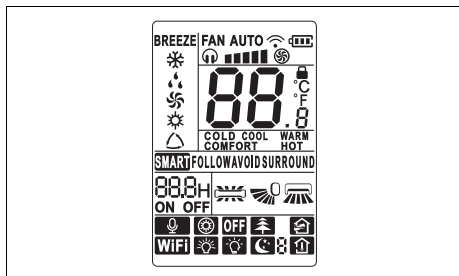 BREEZE FAN AUTO
88.8
°C
°F
COLD COOL WARM
COMFORT HOT
SMART FOLLOW AVOID SURROUND
88.8H
ON OFF
OFF
WiFi 8